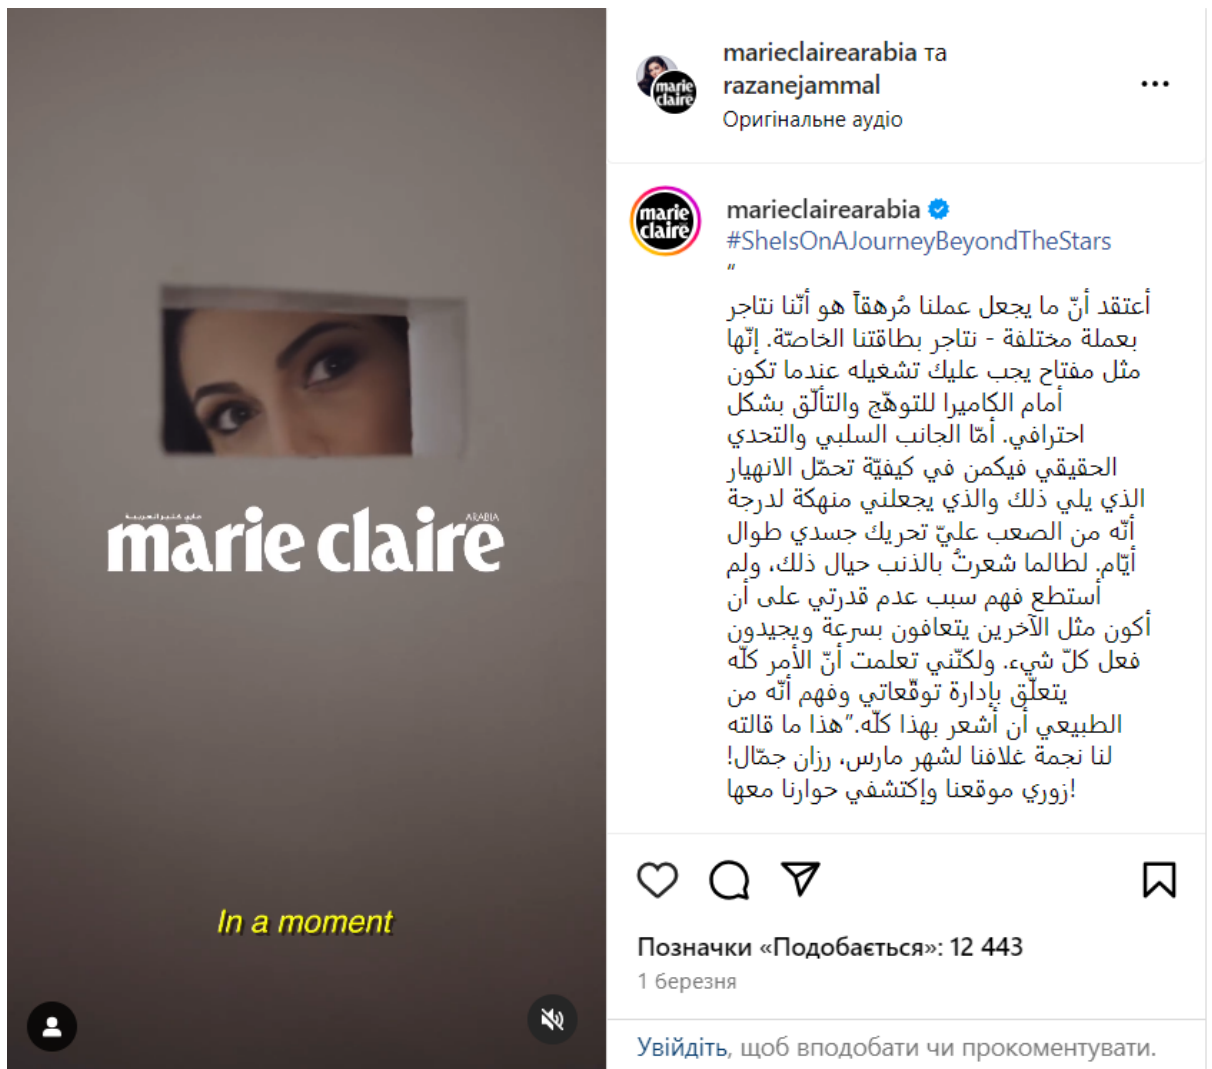 ماري كلير العربية
marie claire
ARABIA
In a moment
marieclairearabia та
razanejammal
Оригінальне аудіо
marie
claire
marieclairearabia
#SheIsOnAJourneyBeyondTheStars
"
أعتقد أنّ ما يجعل عملنا مُرهقاً هو أنّنا نتاجر
بعملة مختلفة - نتاجر بطاقتنا الخاصّة. إنّها
مثل مفتاح يجب عليك تشغيله عندما تكون
أمام الكاميرا للتوهّج والتألّق بشكل
احترافي. أمّا الجانب السلبي والتحدي
الحقيقي فيكمن في كيفيّة تحمّل الانهيار
الذي يلي ذلك والذي يجعلني منهكة لدرجة
أنّه من الصعب عليّ تحريك جسدي طوال
أيّام. لطالما شعرتُ بالذنب حيال ذلك، ولم
أستطع فهم سبب عدم قدرتي على أن
أكون مثل الآخرين يتعافون بسرعة ويجيدون
فعل كلّ شيء. ولكنّني تعلمت أنّ الأمر كلّه
يتعلّق بإدارة توقّعاتي وفهم أنّه من
الطبيعي أن أشعر بهذا كلّه.”هذا ما قالته
لنا نجمة غلافنا لشهر مارس، رزان جمّال!
زوري موقعنا وإكتشفي حوارنا معها!
marie
claire
Позначки «Подобається»: 12 443
1 березня
Увійдіть, щоб вподобати чи прокоментувати.